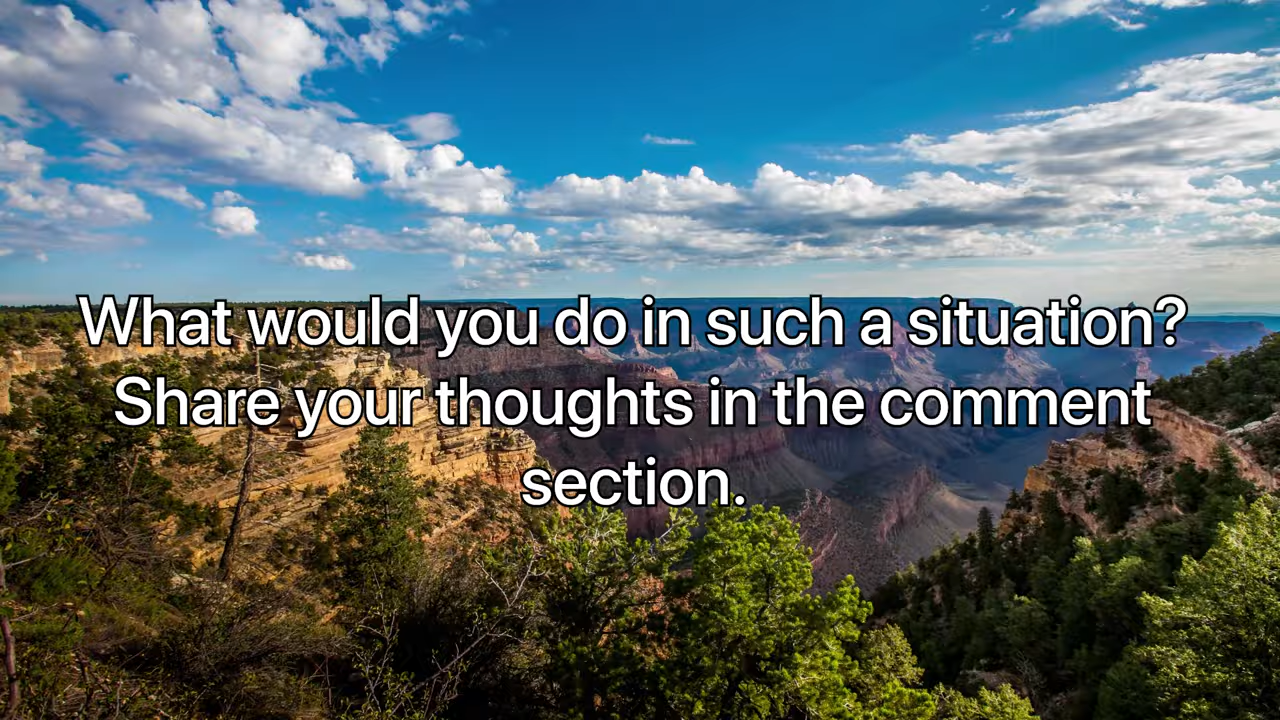 What would you do in such a situation?
Share your thoughts in the comment
section.